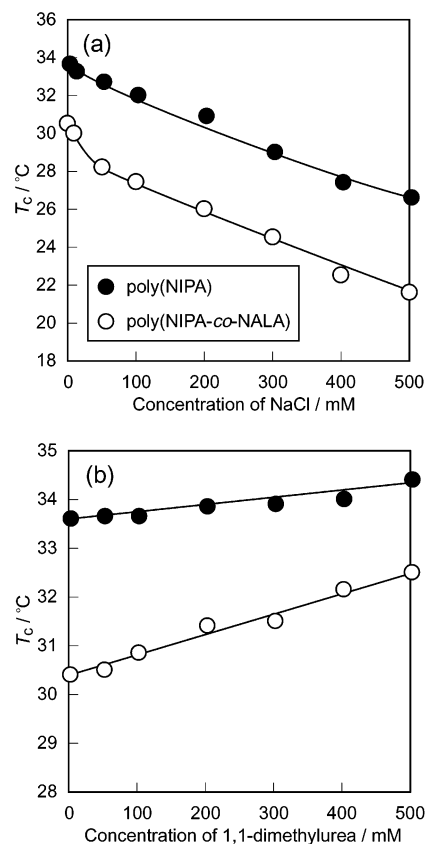 (a)
36
34
32
30
28
26
24
22
20
18
Tc / °C
poly(NIPA)
poly(NIPA-co-NALA)
0 100 200 300 400 500
Concentration of NaCl / mM
(b)
35
34
33
32
31
30
29
28
Tc / °C
0 100 200 300 400 500
Concentration of 1,1-dimethylurea / mM